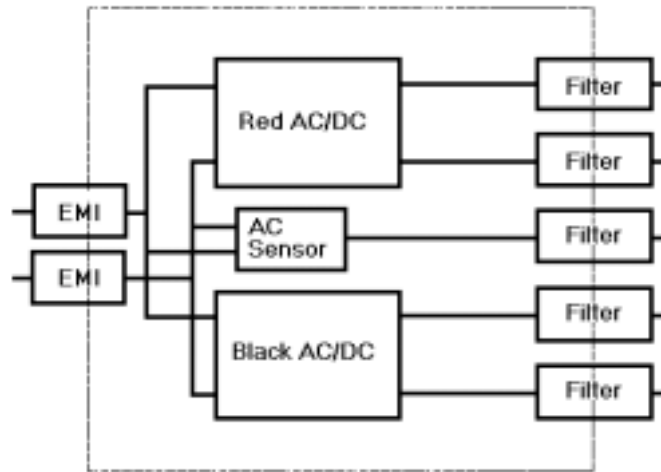 Red AC/DC
Filter
Filter
EMI
AC
Sensor
Filter
EMI
Black AC/DC
Filter
Filter